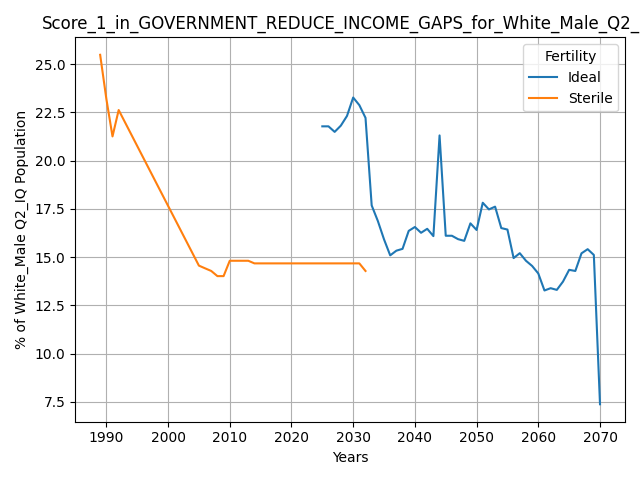 Score_1_in_GOVERNMENT_REDUCE_INCOME_GAPS_for_White_Male_Q2_
Fertility
Ideal
Sterile
% of White_Male Q2_IQ Population
25.0
22.5
20.0
17.5
15.0
12.5
10.0
7.5
1990 2000 2010 2020 2030 2040 2050 2060 2070
Years